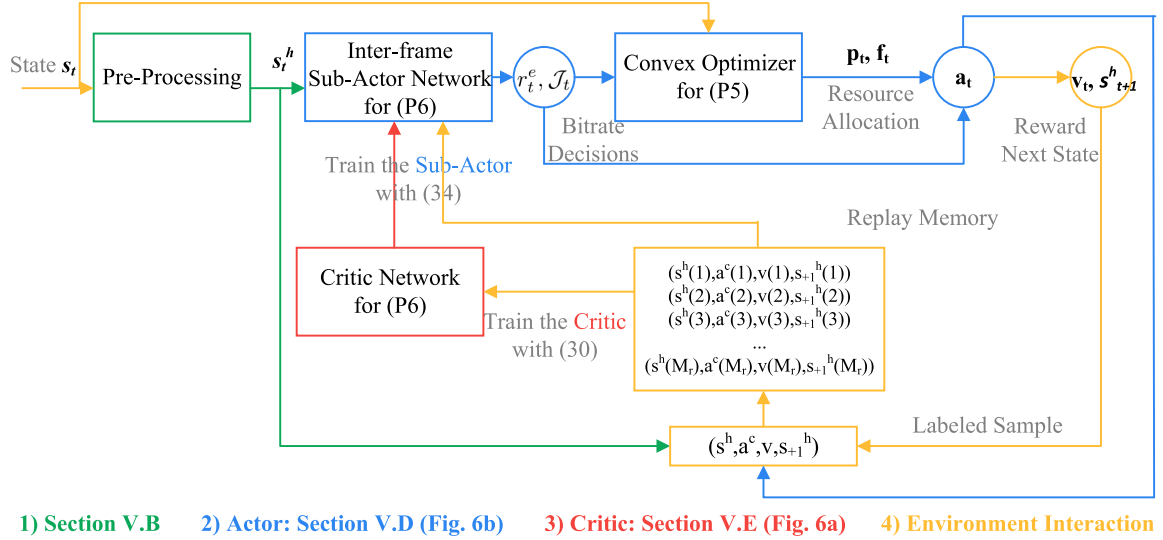 State s_t
Pre-Processing
s_t^h
Inter-frame
Sub-Actor Network
for (P6)
r_t^e, 𝒥_t
Bitrate
Decisions
Convex Optimizer
for (P5)
p_t, f_t
Resource
Allocation
a_t
v_t, s^h_{t+1}
Reward
Next State
Train the Sub-Actor
with (34)
Replay Memory
Critic Network
for (P6)
Train the Critic
with (30)
(s^h(1),a^c(1),v(1),s_{+1}^h(1))
(s^h(2),a^c(2),v(2),s_{+1}^h(2))
(s^h(3),a^c(3),v(3),s_{+1}^h(3))
...
(s^h(M_r),a^c(M_r),v(M_r),s_{+1}^h(M_r))
Labeled Sample
(s^h,a^c,v,s_{+1}^h)
1) Section V.B 2) Actor: Section V.D (Fig. 6b) 3) Critic: Section V.E (Fig. 6a) 4) Environment Interaction